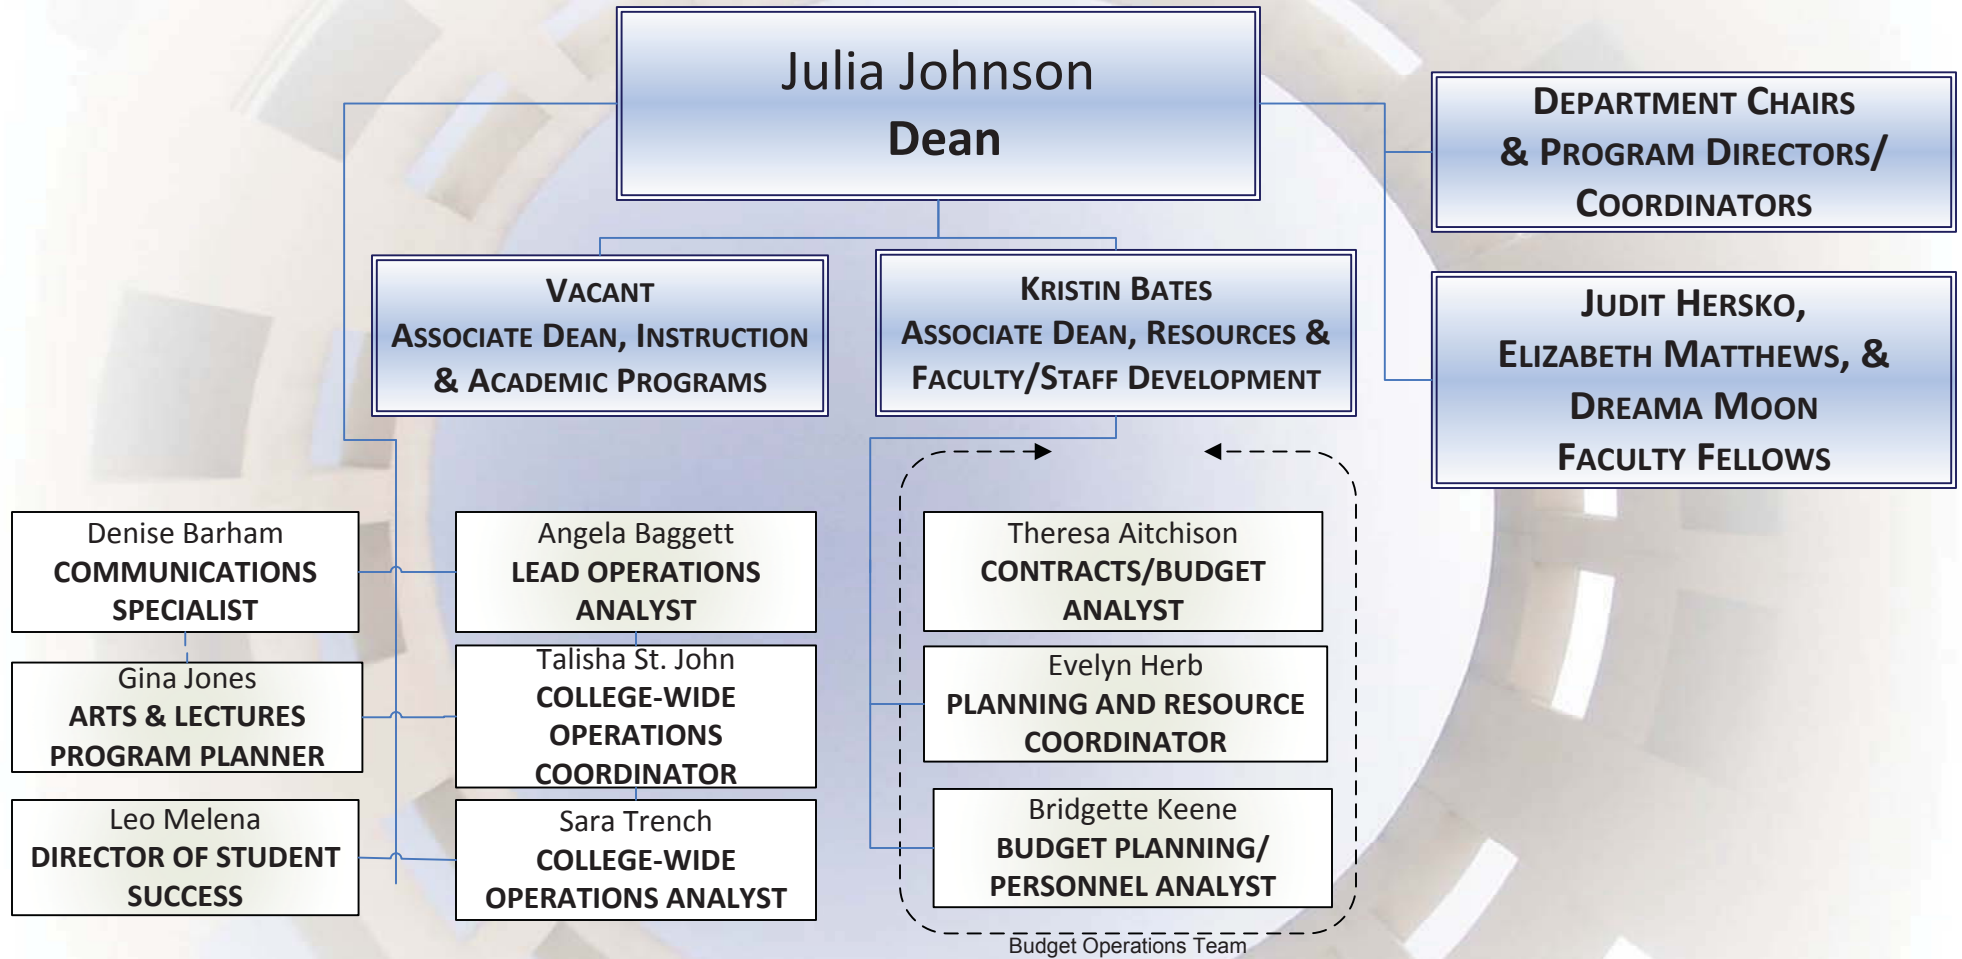 Julia Johnson
Dean
DEPARTMENT CHAIRS
& PROGRAM DIRECTORS/
COORDINATORS
VACANT
ASSOCIATE DEAN, INSTRUCTION
& ACADEMIC PROGRAMS
KRISTIN BATES
ASSOCIATE DEAN, RESOURCES &
FACULTY/STAFF DEVELOPMENT
JUDIT HERSKO,
ELIZABETH MATTHEWS, &
DREAMA MOON
FACULTY FELLOWS
Denise Barham
COMMUNICATIONS
SPECIALIST
Angela Baggett
LEAD OPERATIONS
ANALYST
Theresa Aitchison
CONTRACTS/BUDGET
ANALYST
Gina Jones
ARTS & LECTURES
PROGRAM PLANNER
Talisha St. John
COLLEGE-WIDE
OPERATIONS
COORDINATOR
Evelyn Herb
PLANNING AND RESOURCE
COORDINATOR
Leo Melena
DIRECTOR OF STUDENT
SUCCESS
Sara Trench
COLLEGE-WIDE
OPERATIONS ANALYST
Bridgette Keene
BUDGET PLANNING/
PERSONNEL ANALYST
Budget Operations Team